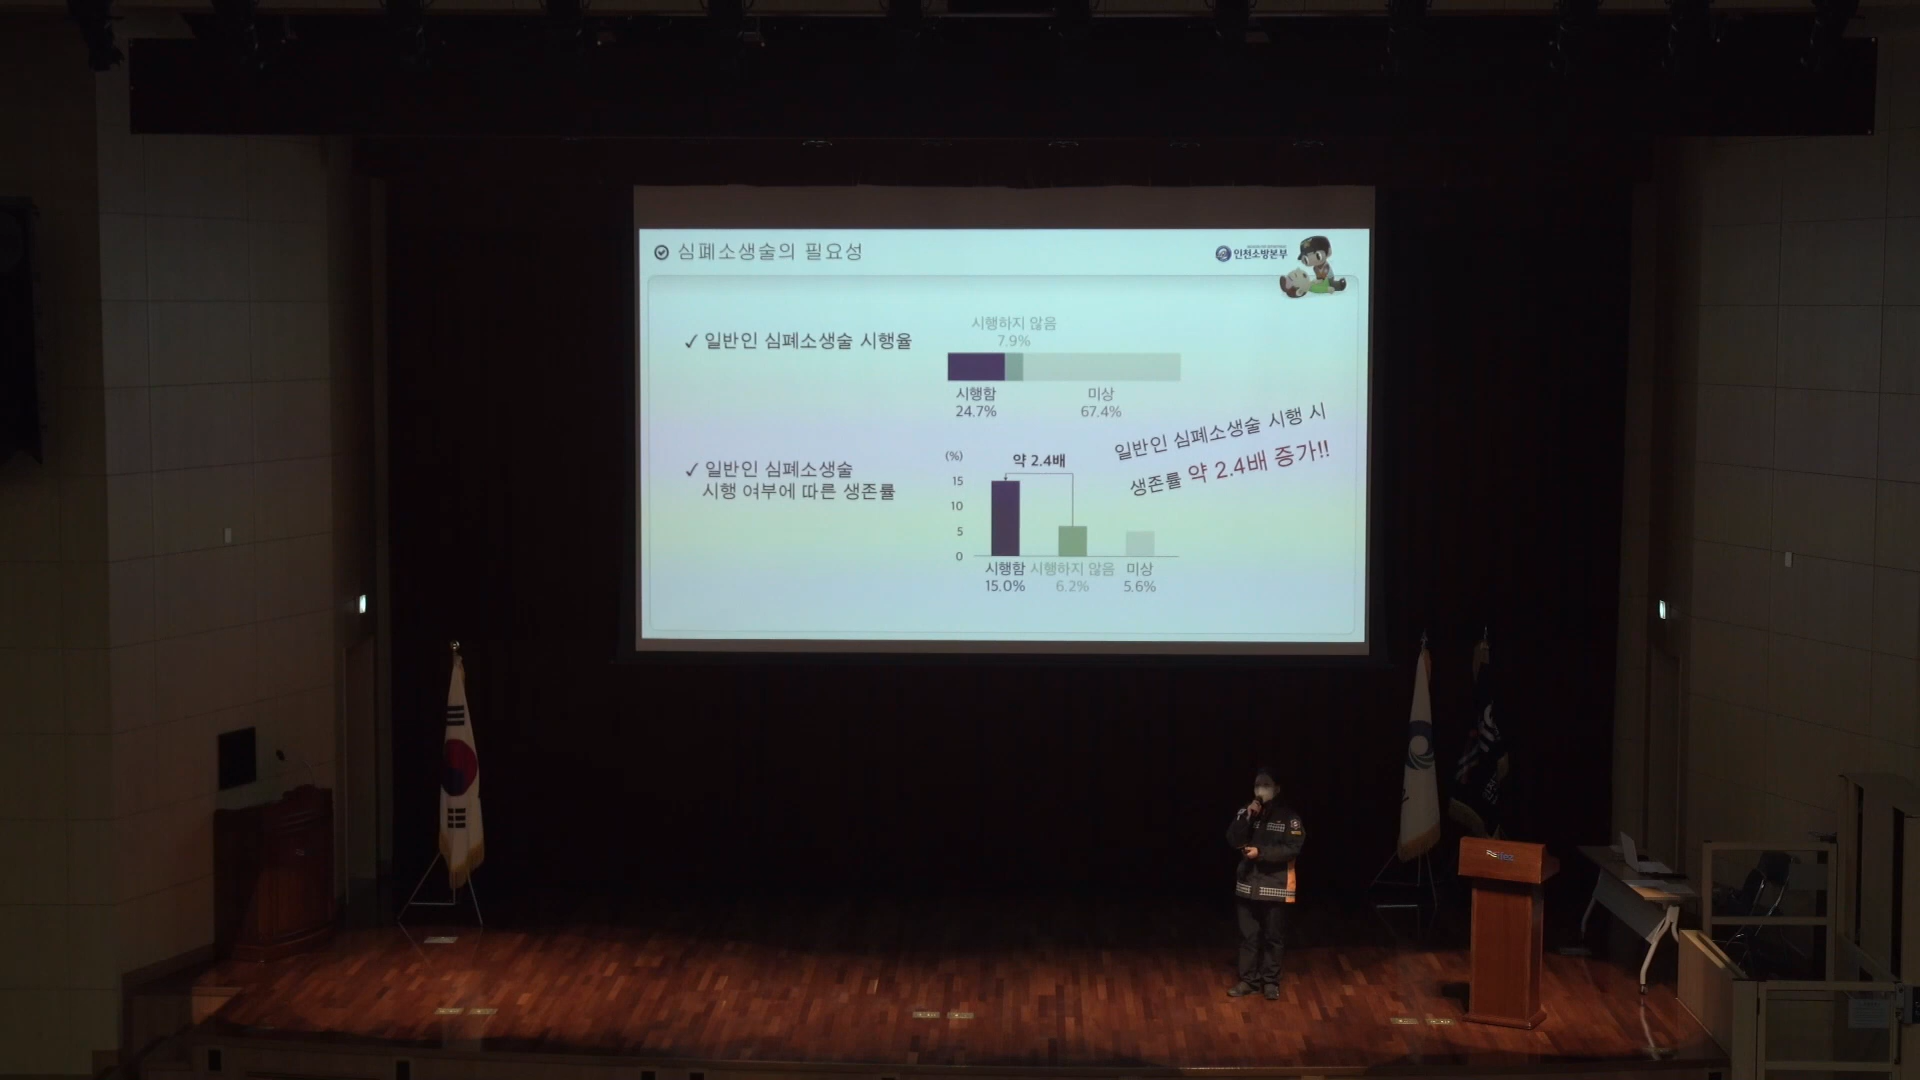 심폐소생술의 필요성
인천소방본부
✓ 일반인 심폐소생술 시행율
시행하지 않음
7.9%
시행함
24.7%
미상
67.4%
일반인 심폐소생술 시행 시
생존률 약 2.4배 증가!!
✓ 일반인 심폐소생술
시행 여부에 따른 생존률
(%)
약 2.4배
15
10
5
0
시행함
15.0%
시행하지 않음
6.2%
미상
5.6%